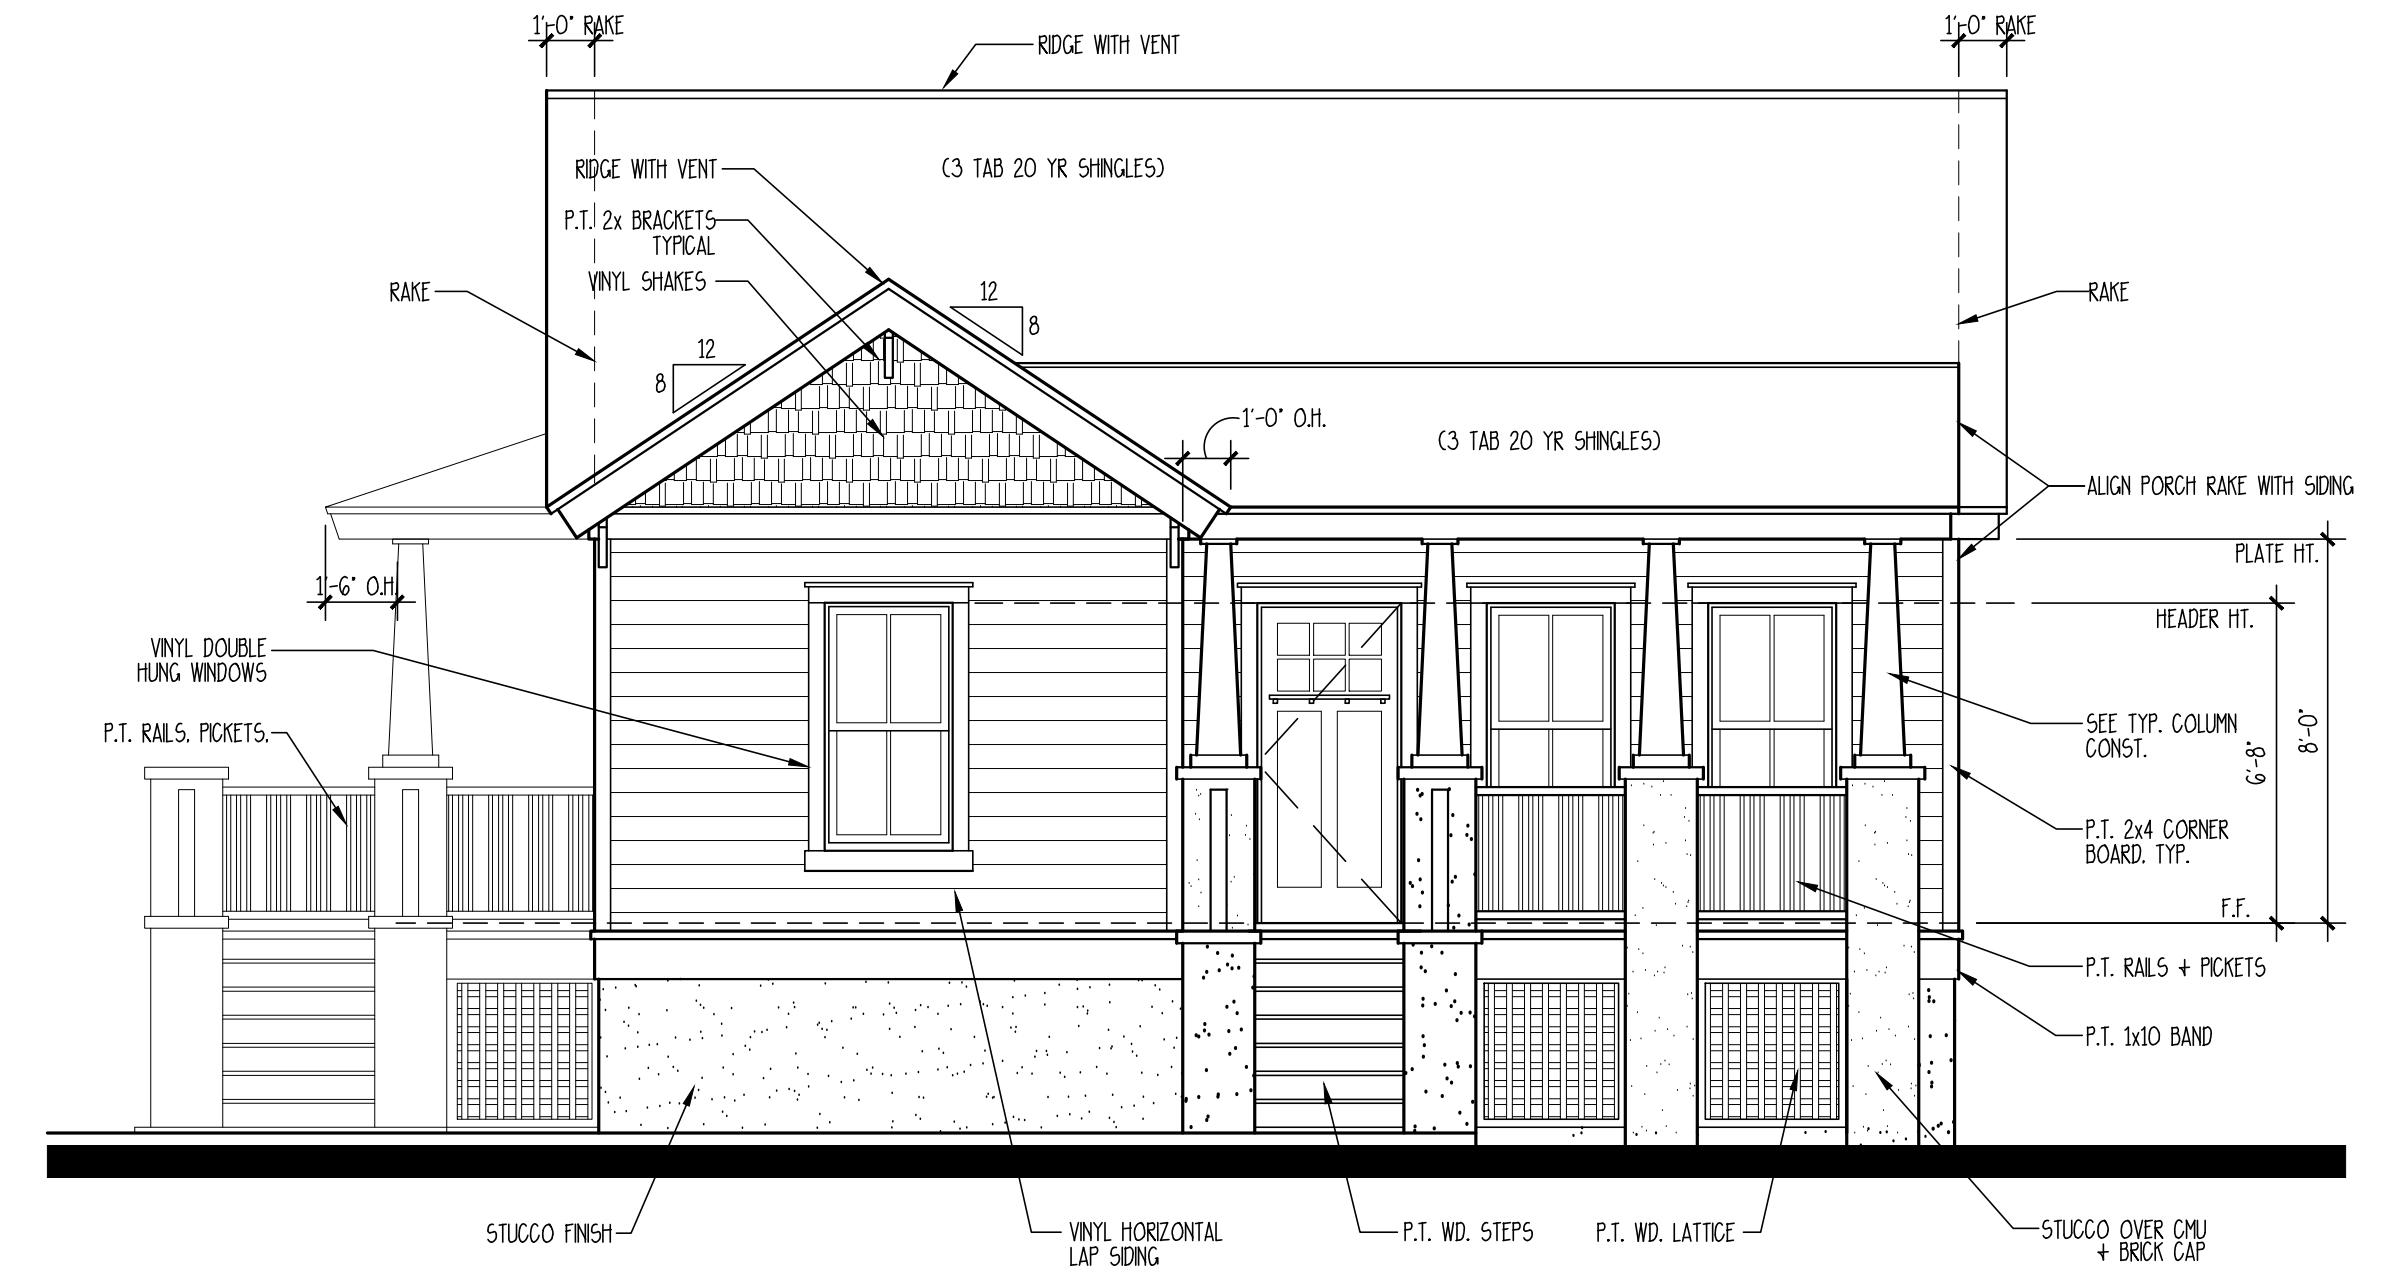 1'-0" RAKE
1'-0" RAKE
RIDGE WITH VENT
RIDGE WITH VENT
(3 TAB 20 YR SHINGLES)
P.T. 2x BRACKETS
TYPICAL
VINYL SHAKES
RAKE
12
8
RAKE
12
8
1'-0" O.H.
(3 TAB 20 YR SHINGLES)
ALIGN PORCH RAKE WITH SIDING
PLATE HT.
1'-6" O.H.
HEADER HT.
VINYL DOUBLE
HUNG WINDOWS
P.T. RAILS, PICKETS,
SEE TYP. COLUMN
CONST.
6'-8"
8'-0"
P.T. 2x4 CORNER
BOARD, TYP.
F.F.
P.T. RAILS + PICKETS
P.T. 1x10 BAND
STUCCO FINISH
VINYL HORIZONTAL
LAP SIDING
P.T. WD. STEPS
P.T. WD. LATTICE
STUCCO OVER CMU
+ BRICK CAP